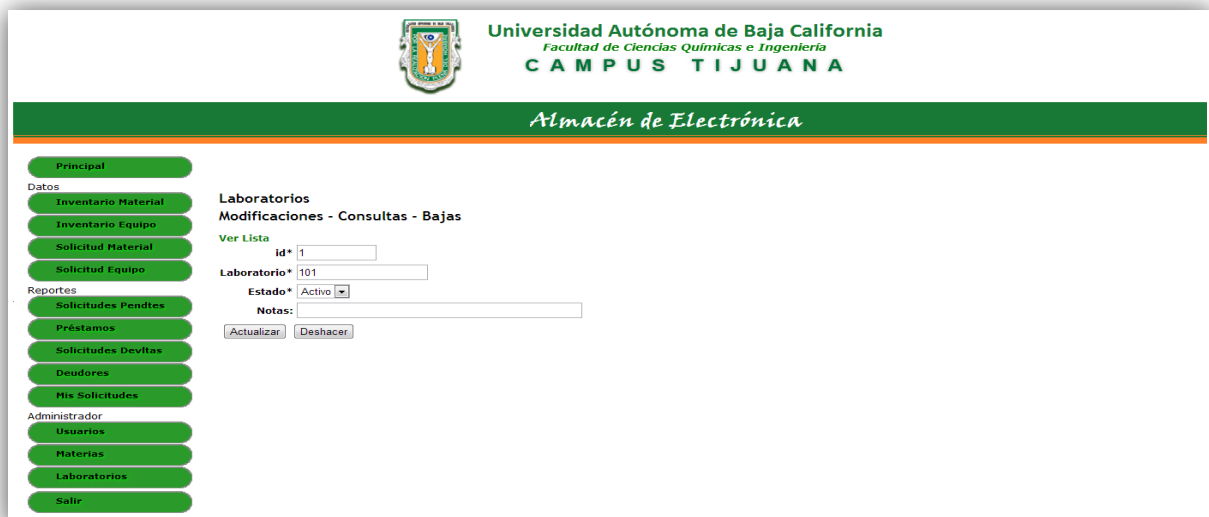 Universidad Autónoma de Baja California
Facultad de Ciencias Químicas e Ingeniería
CAMPUS TIJUANA
Almacén de Electrónica
Principal
Datos
Inventario Material
Inventario Equipo
Solicitud Material
Solicitud Equipo
Reportes
Solicitudes Pendtes
Préstamos
Solicitudes Devltas
Deudores
Mis Solicitudes
Administrador
Usuarios
Materias
Laboratorios
Salir
Laboratorios
Modificaciones - Consultas - Bajas
Ver Lista
id* 1
Laboratorio* 101
Estado* Activo
Notas:
Actualizar Deshacer